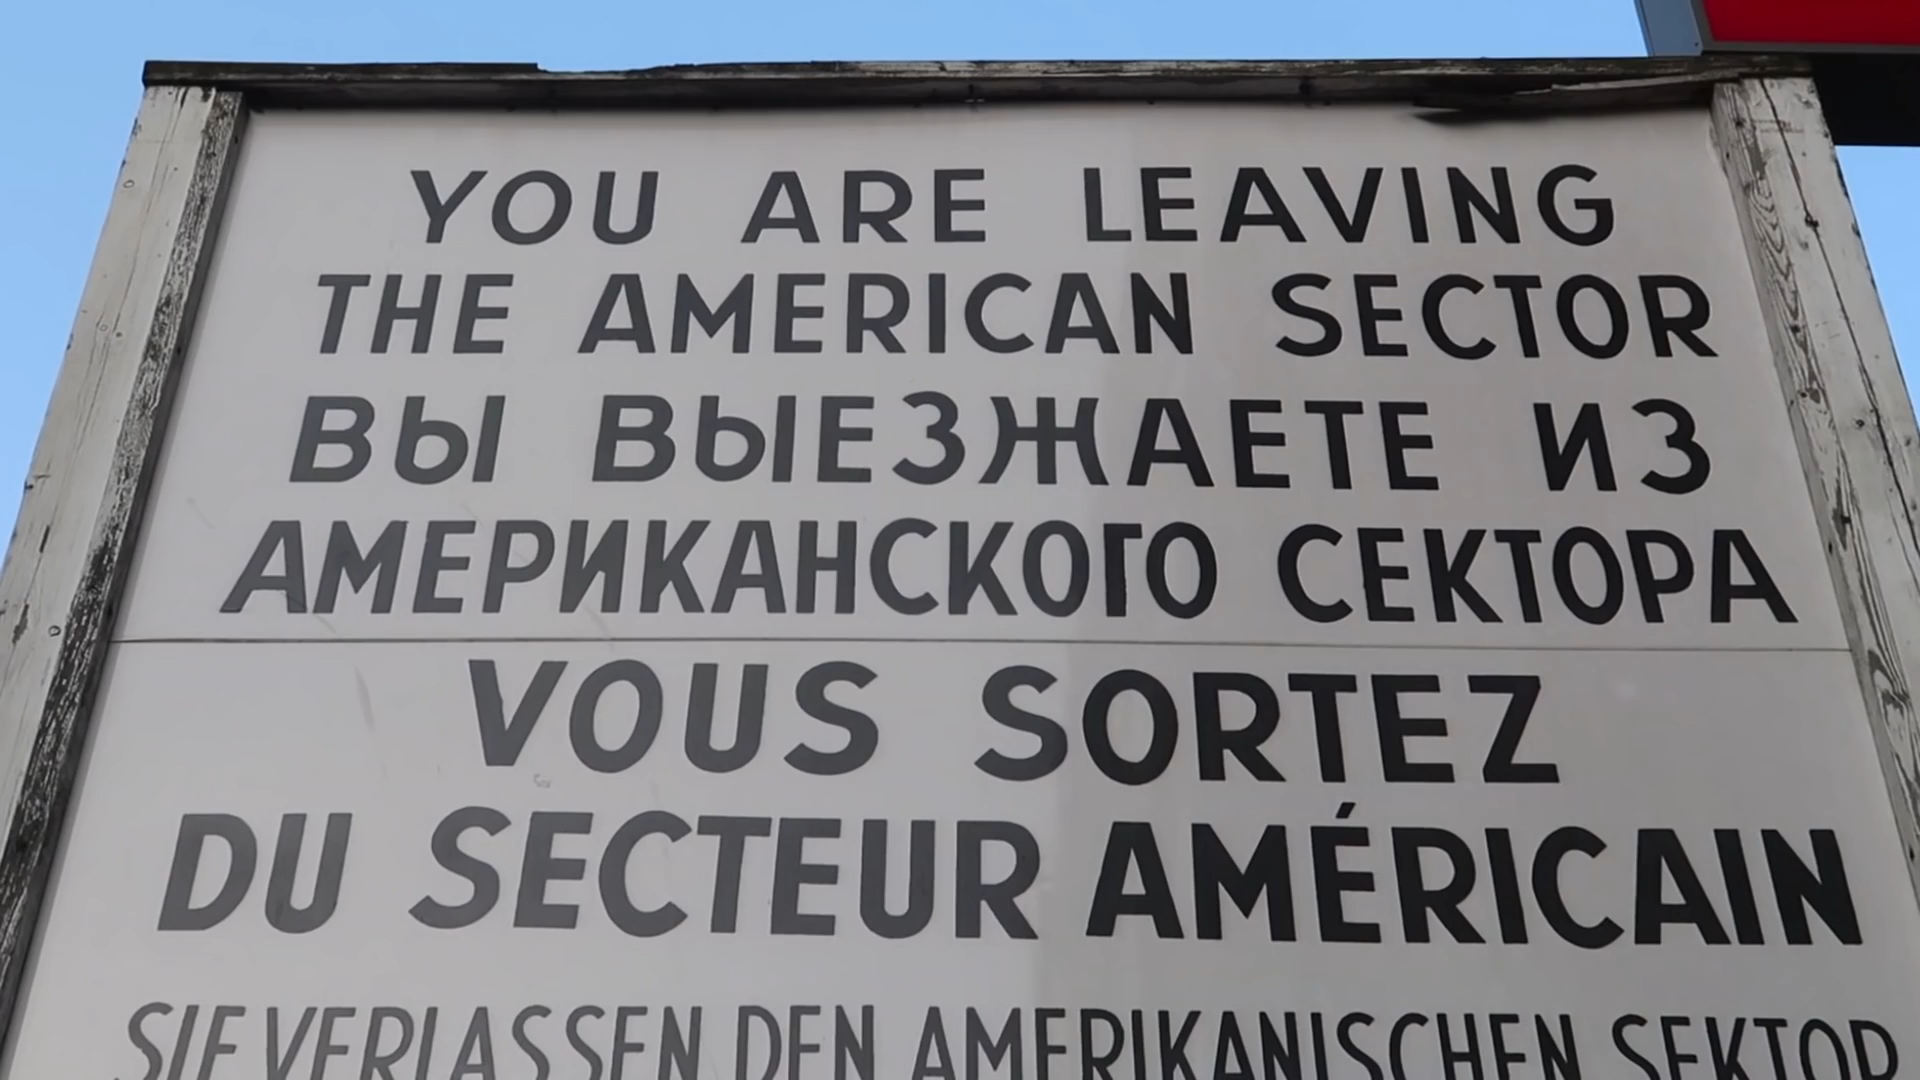 YOU ARE LEAVING
THE AMERICAN SECTOR
ВЫ ВЫЕЗЖАЕТЕ ИЗ
АМЕРИКАНСКОГО СЕКТОРА
VOUS SORTEZ
DU SECTEUR AMÉRICAIN
SIE VERLASSEN DEN AMERIKANISCHEN SEKTOR